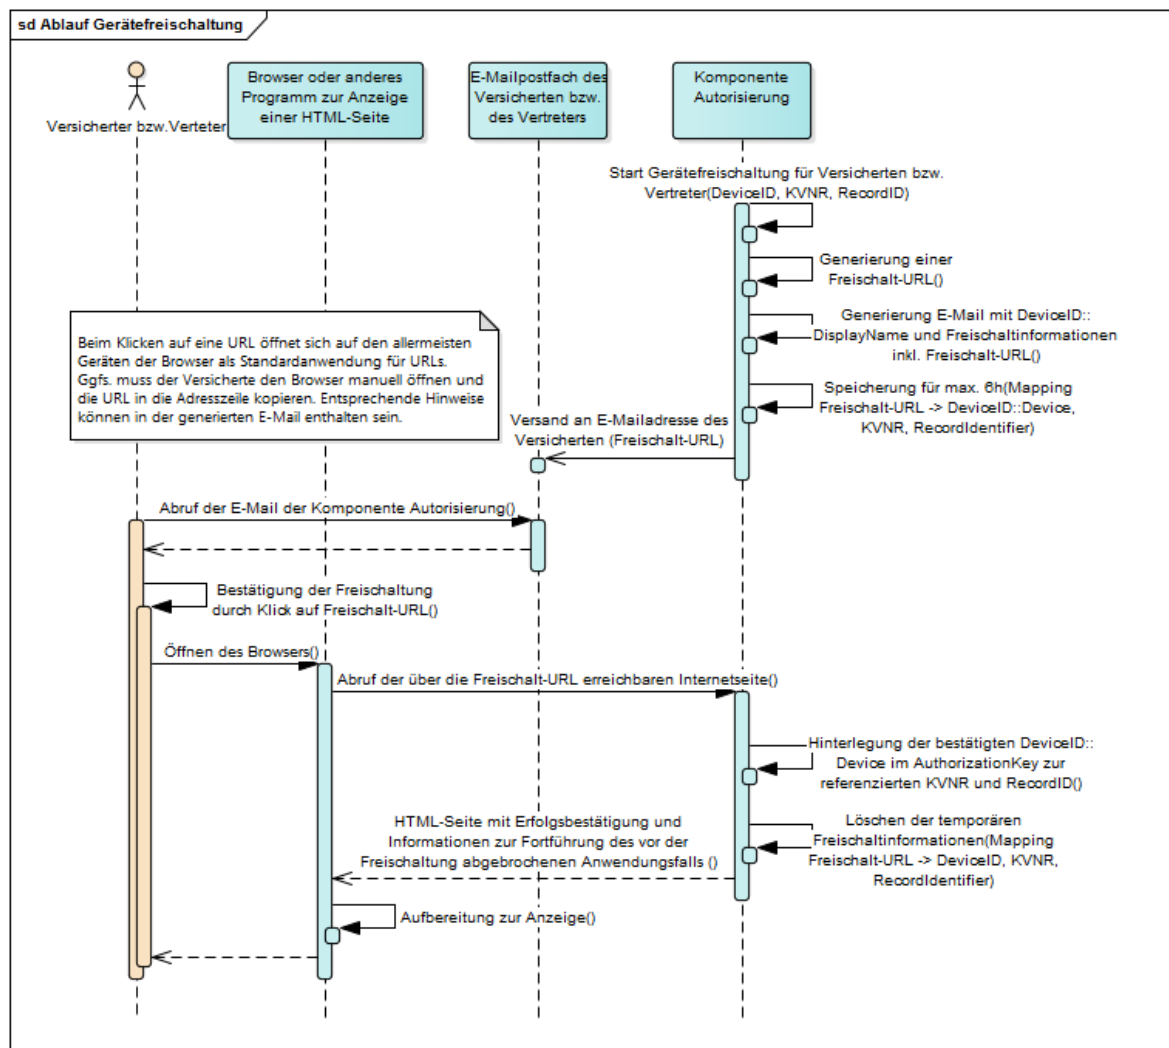 sd Ablauf Gerätefreischaltung
Versicherter bzw.Verteter
Browser oder anderes
Programm zur Anzeige
einer HTML-Seite
E-Mailpostfach des
Versicherten bzw.
des Vertreters
Komponente
Autorisierung
Start Gerätefreischaltung für Versicherten bzw.
Vertreter(DeviceID, KVNR, RecordID)
Generierung einer
Freischalt-URL()
Generierung E-Mail mit DeviceID::
DisplayName und Freischaltinformationen
inkl. Freischalt-URL()
Beim Klicken auf eine URL öffnet sich auf den allermeisten
Geräten der Browser als Standardanwendung für URLs.
Ggfs. muss der Versicherte den Browser manuell öffnen und
die URL in die Adresszeile kopieren. Entsprechende Hinweise
können in der generierten E-Mail enthalten sein.
Speicherung für max. 6h(Mapping
Freischalt-URL -> DeviceID::Device,
KVNR, RecordIdentifier)
Versand an E-Mailadresse des
Versicherten (Freischalt-URL)
Abruf der E-Mail der Komponente Autorisierung()
Bestätigung der Freischaltung
durch Klick auf Freischalt-URL()
Öffnen des Browsers()
Abruf der über die Freischalt-URL erreichbaren Internetseite()
Hinterlegung der bestätigten DeviceID::
Device im AuthorizationKey zur
referenzierten KVNR und RecordID()
Löschen der temporären
Freischaltinformationen(Mapping
Freischalt-URL -> DeviceID, KVNR,
RecordIdentifier)
HTML-Seite mit Erfolgsbestätigung und
Informationen zur Fortführung des vor der
Freischaltung abgebrochenen Anwendungsfalls ()
Aufbereitung zur Anzeige()